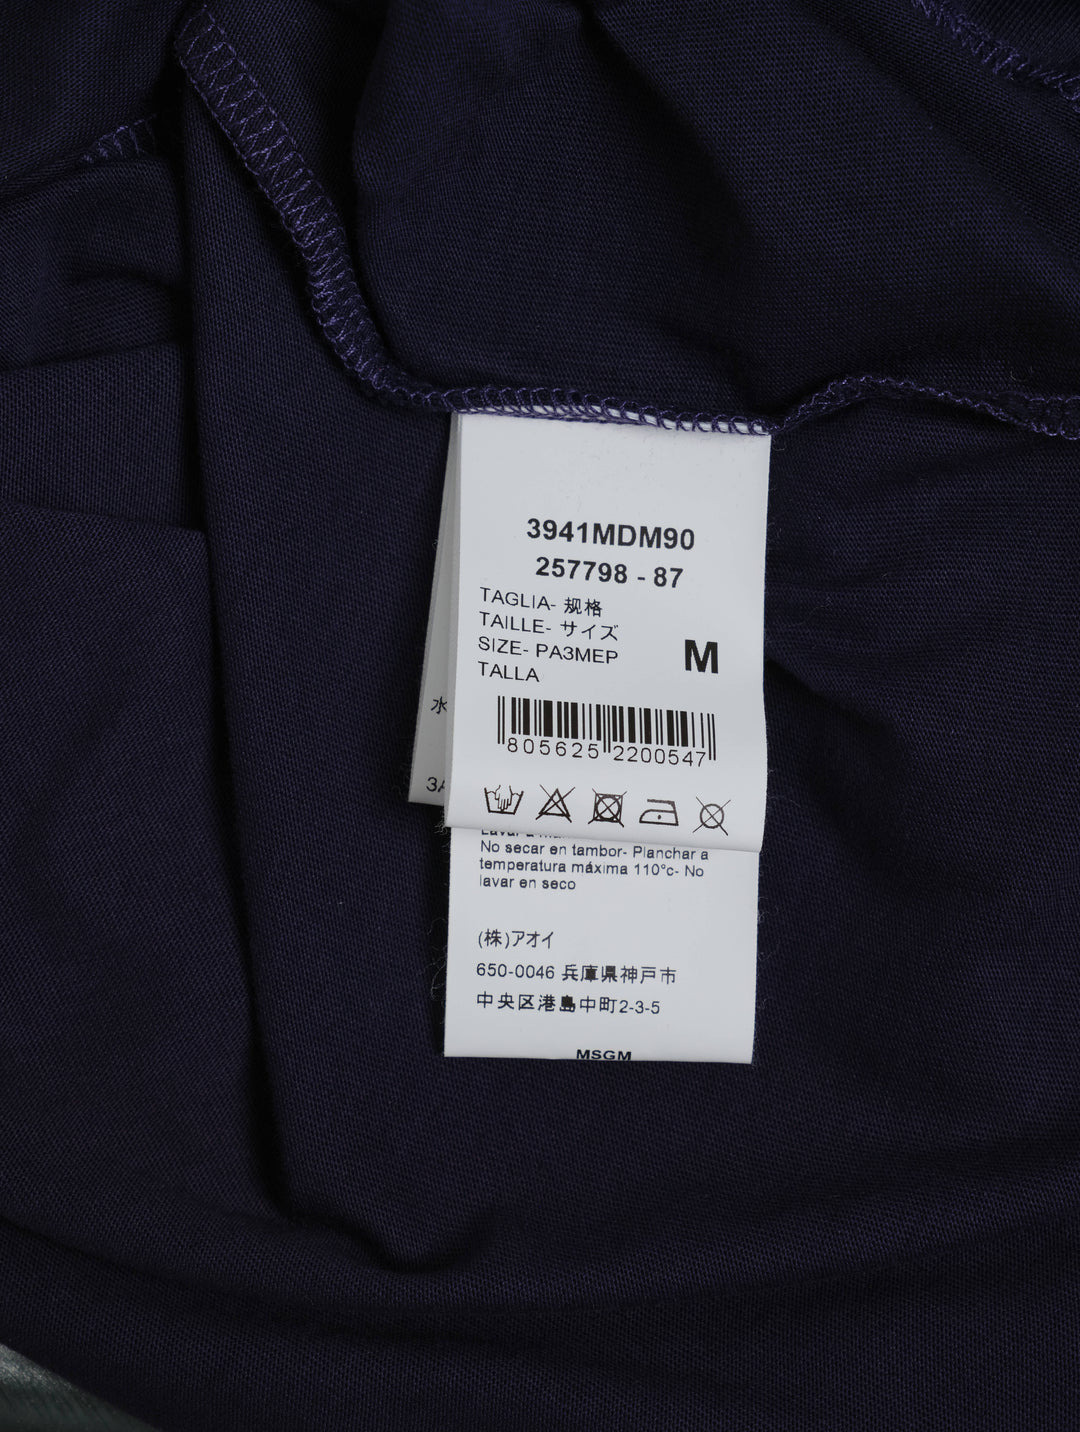 3941MDM90
257798 - 87
TAGLIA- 规格
TAILLE- サイズ
SIZE- PA3MEP
TALLA
M
水
805625 2200547
3A
No secar en tambor- Planchar a
temperatura máxima 110°c- No
lavar en seco
(株)アオイ
650-0046 兵庫県神戸市
中央区港島中町2-3-5
MSGM